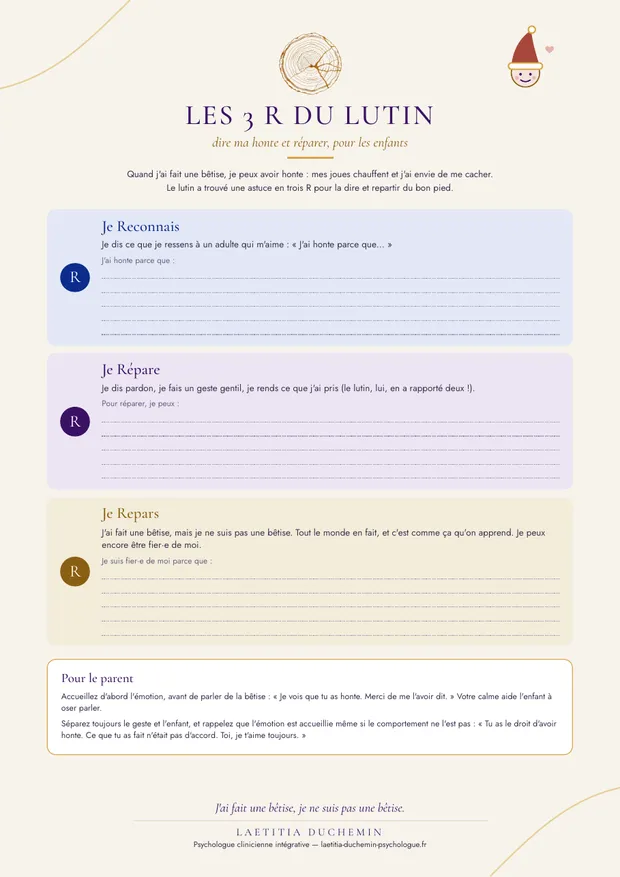 LES 3 R DU LUTIN
dire ma honte et réparer, pour les enfants
Quand j'ai fait une bêtise, je peux avoir honte : mes joues chauffent et j'ai envie de me cacher.
Le lutin a trouvé une astuce en trois R pour la dire et repartir du bon pied.
Je Reconnais
Je dis ce que je ressens à un adulte qui m'aime : « J'ai honte parce que... »
J'ai honte parce que :
R
Je Répare
Je dis pardon, je fais un geste gentil, je rends ce que j'ai pris (le lutin, lui, en a rapporté deux !).
Pour réparer, je peux :
R
Je Repars
J'ai fait une bêtise, mais je ne suis pas une bêtise. Tout le monde en fait, et c'est comme ça qu'on apprend. Je peux
encore être fier·e de moi.
Je suis fier·e de moi parce que :
R
Pour le parent
Accueillez d'abord l'émotion, avant de parler de la bêtise : « Je vois que tu as honte. Merci de me l'avoir dit. » Votre calme aide l'enfant à
oser parler.
Séparez toujours le geste et l'enfant, et rappelez que l'émotion est accueillie même si le comportement ne l'est pas : « Tu as le droit d'avoir
honte. Ce que tu as fait n'était pas d'accord. Toi, je t'aime toujours. »
J'ai fait une bêtise, je ne suis pas une bêtise.
LAETITIA DUCHEMIN
Psychologue clinicienne intégrative — laetitia-duchemin-psychologue.fr